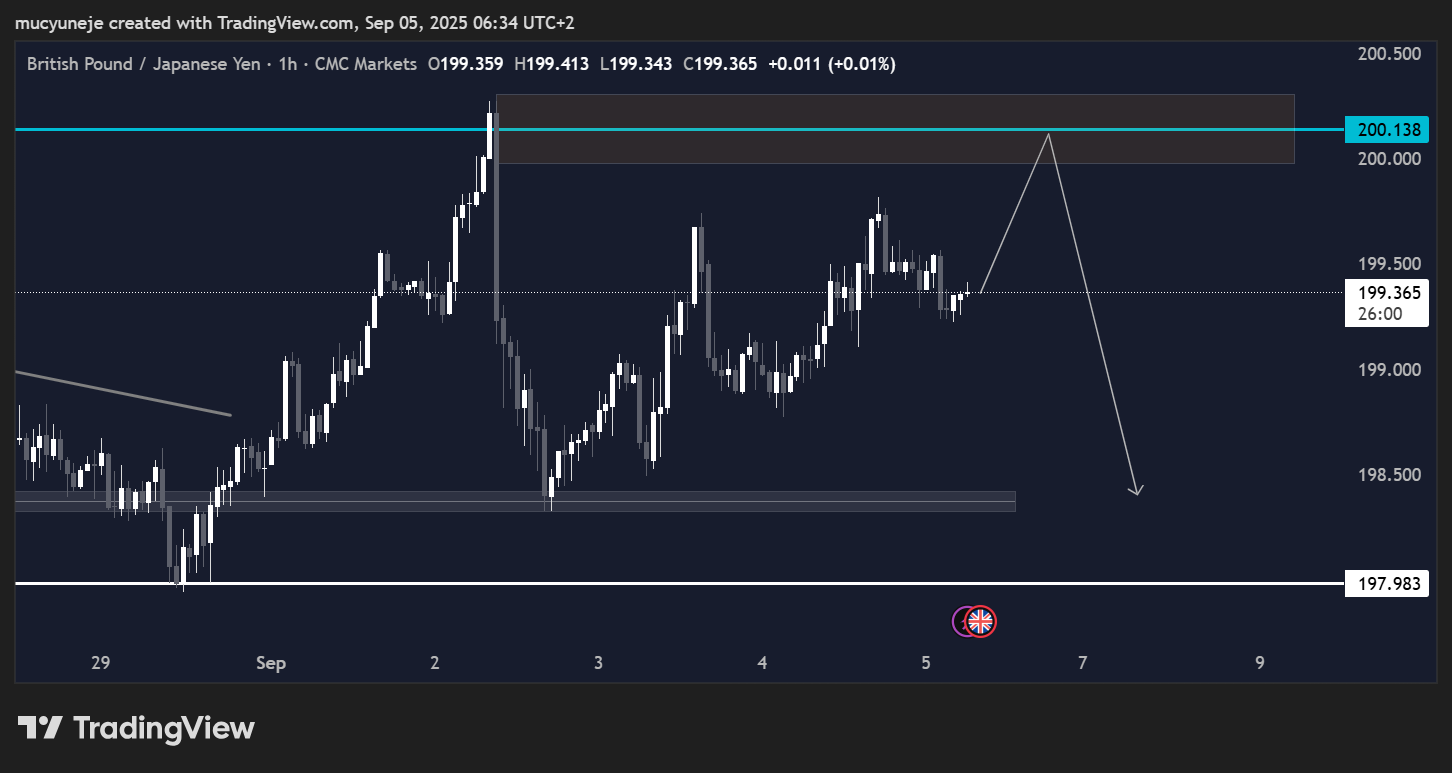 mucyuneje created with TradingView.com, Sep 05, 2025 06:34 UTC+2
British Pound / Japanese Yen · 1h · CMC Markets O199.359 H199.413 L199.343 C199.365 +0.011 (+0.01%)
200.500
200.138
200.000
199.500
199.365
26:00
199.000
198.500
197.983
29 Sep 2 3 4 5 7 9
TradingView